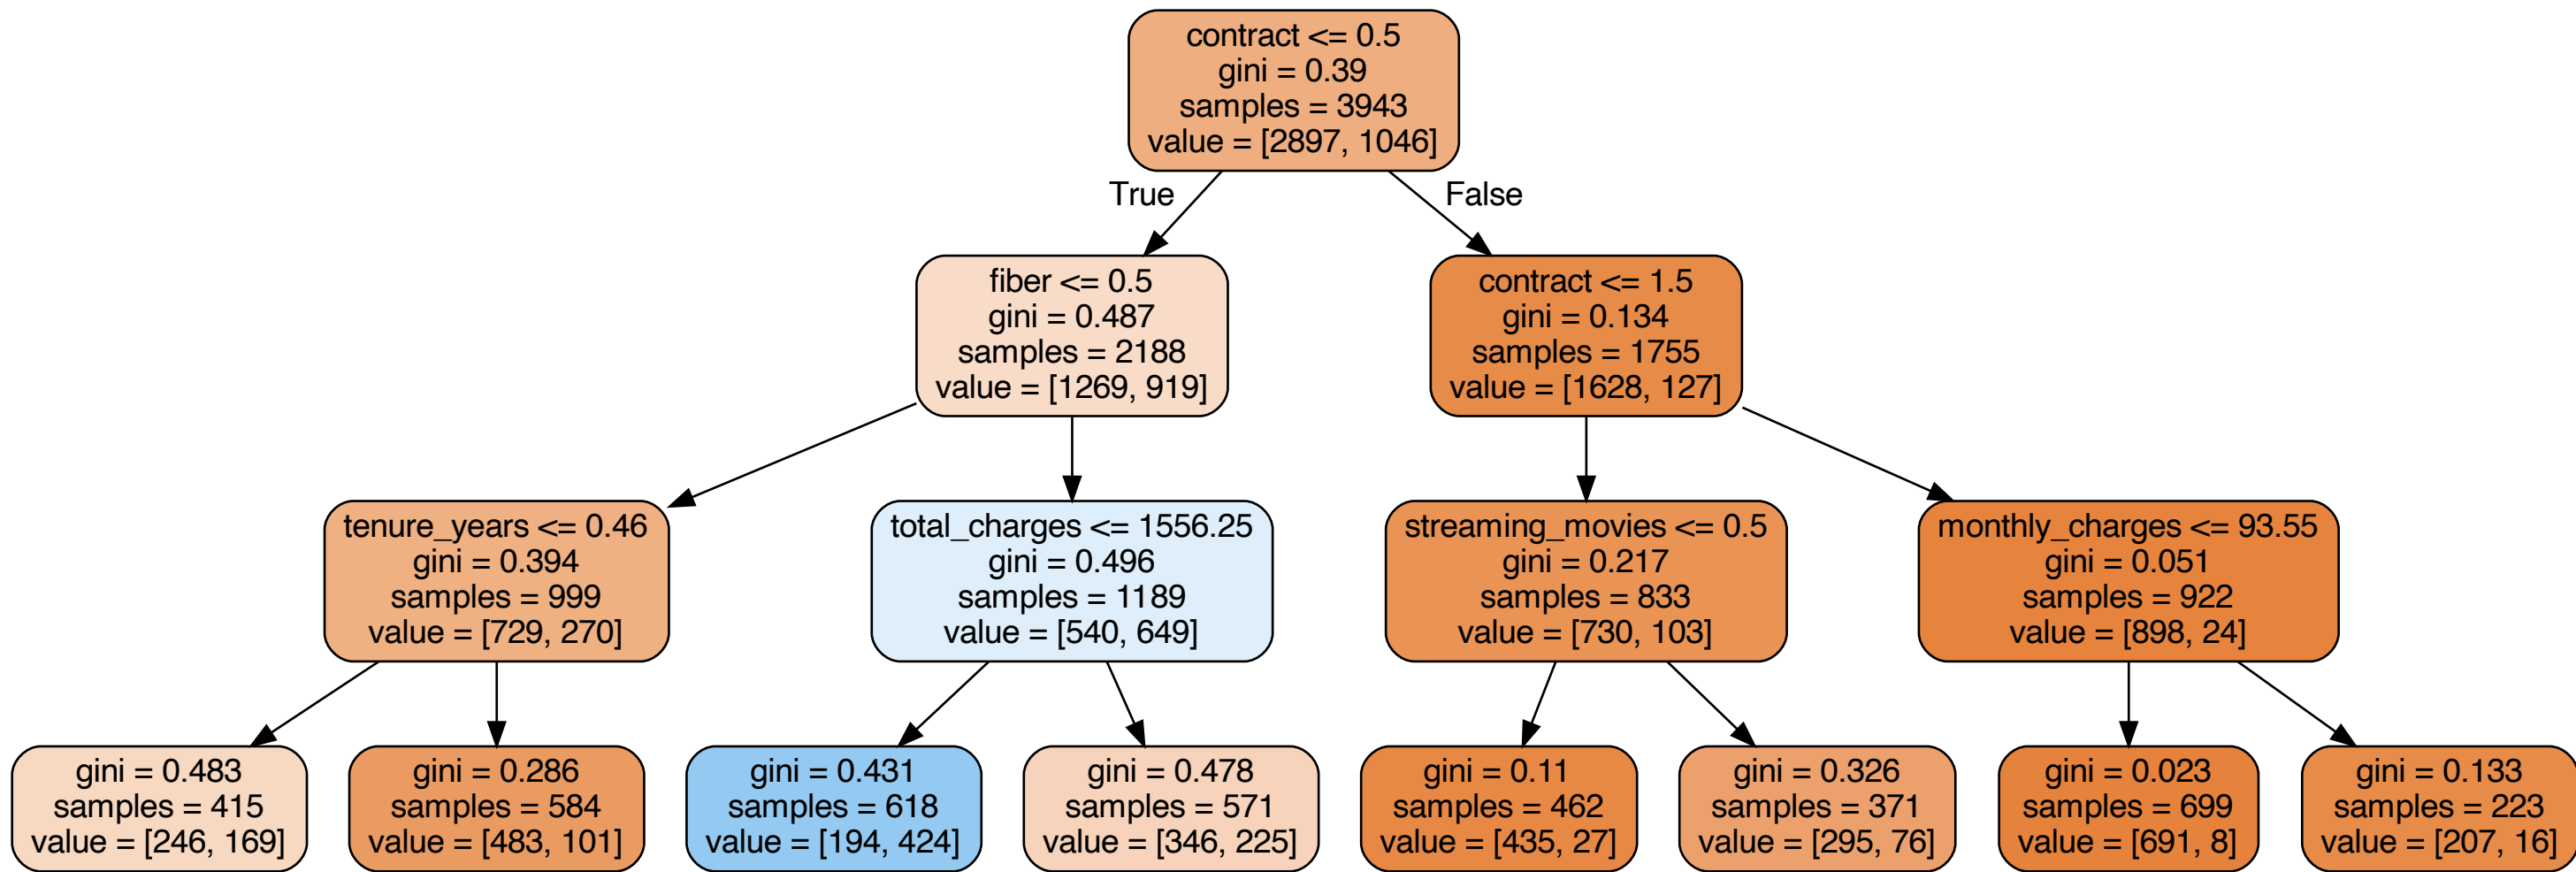 contract <= 0.5
gini = 0.39
samples = 3943
value = [2897, 1046]
True
False
fiber <= 0.5
gini = 0.487
samples = 2188
value = [1269, 919]
contract <= 1.5
gini = 0.134
samples = 1755
value = [1628, 127]
tenure_years <= 0.46
gini = 0.394
samples = 999
value = [729, 270]
total_charges <= 1556.25
gini = 0.496
samples = 1189
value = [540, 649]
streaming_movies <= 0.5
gini = 0.217
samples = 833
value = [730, 103]
monthly_charges <= 93.55
gini = 0.051
samples = 922
value = [898, 24]
gini = 0.483
samples = 415
value = [246, 169]
gini = 0.286
samples = 584
value = [483, 101]
gini = 0.431
samples = 618
value = [194, 424]
gini = 0.478
samples = 571
value = [346, 225]
gini = 0.11
samples = 462
value = [435, 27]
gini = 0.326
samples = 371
value = [295, 76]
gini = 0.023
samples = 699
value = [691, 8]
gini = 0.133
samples = 223
value = [207, 16]